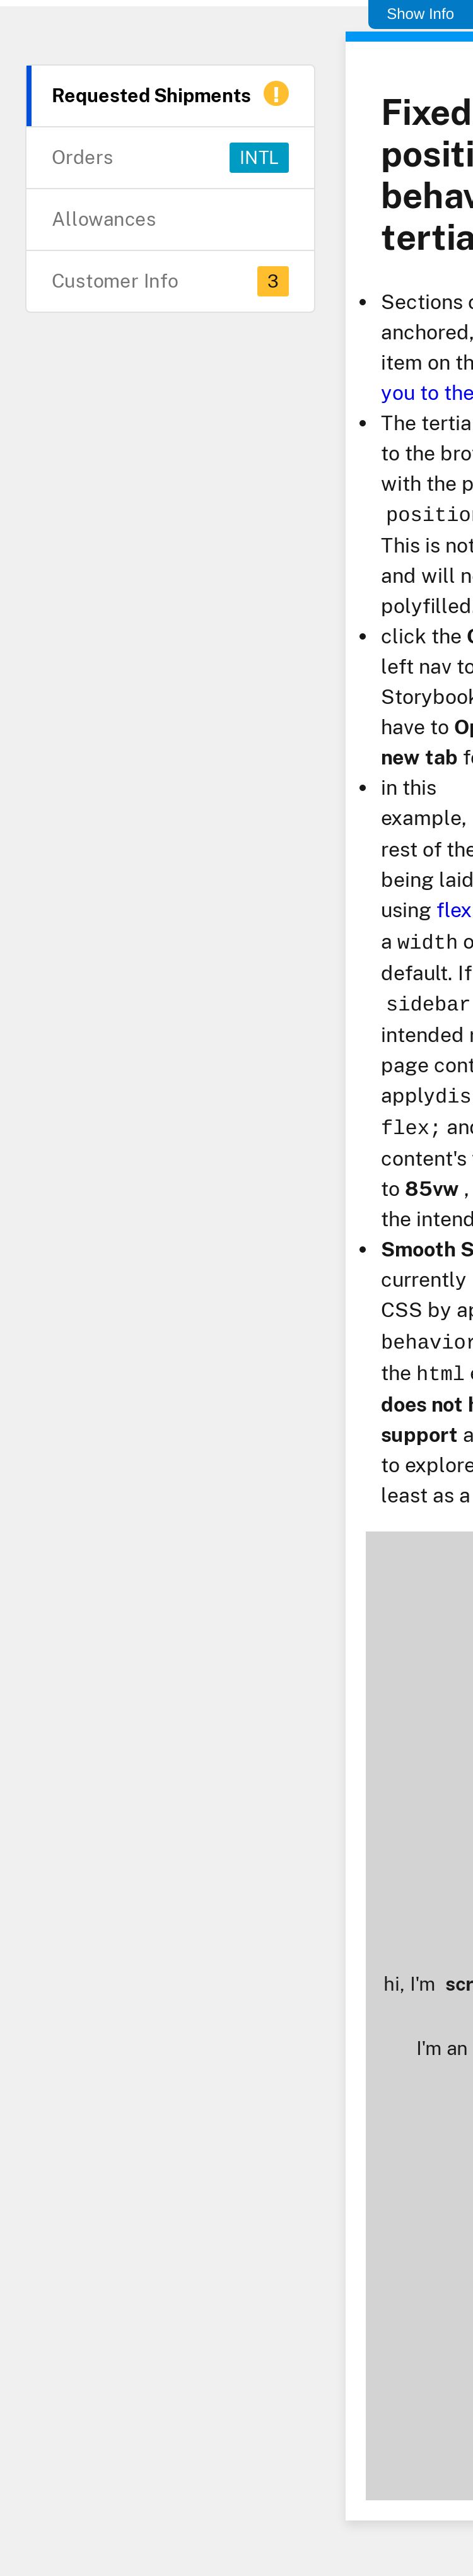 Show Info
Requested Shipments
Orders INTL
Allowances
Customer Info 3
Fixed
positi
behav
tertia
Sections
anchored,
item on th
you to the
The tertia
to the bro
with the p
position
This is not
and will n
polyfilled
click the
left nav to
Storybook
have to Op
new tab f
in this
example,
rest of the
being laid
using flex
a width o
default. If
sidebar
intended
page cont
applydis
flex; and
content's
to 85vw ,
the intend
Smooth S
currently
CSS by ap
behavior
the html
does not h
support a
to explore
least as a
hi, I'm scr
I'm an